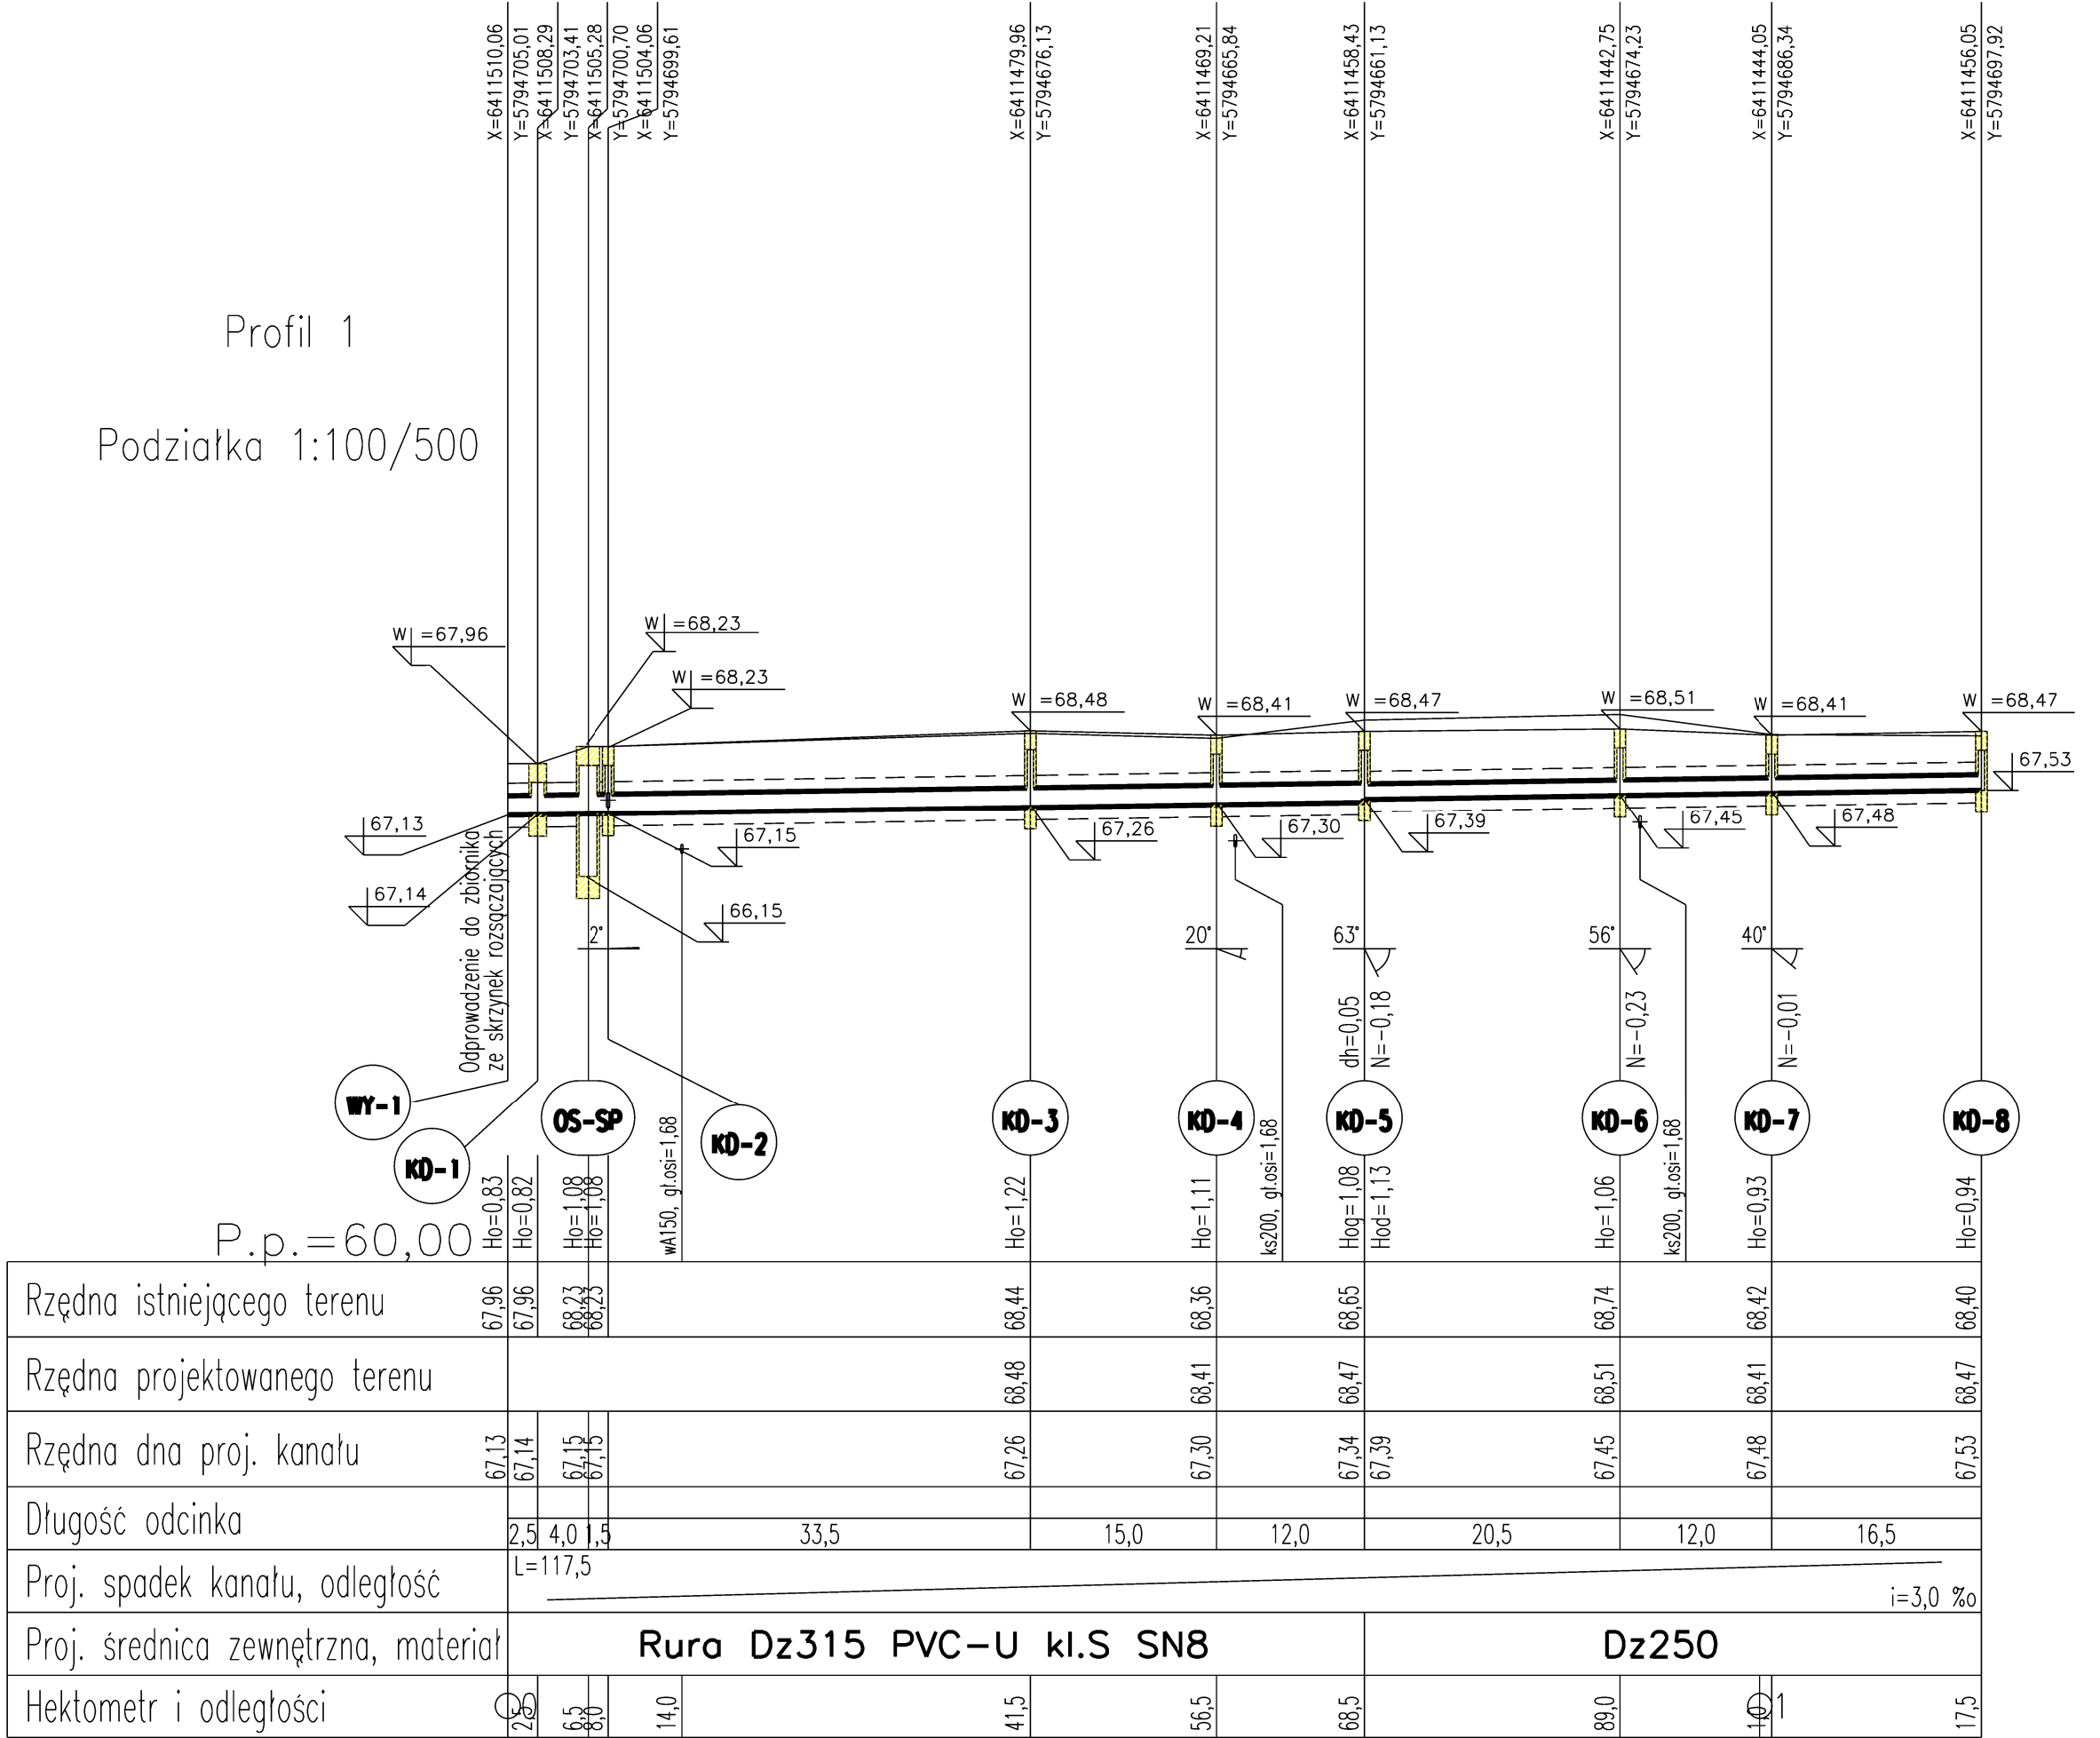 X=6411510,06
Y=5794705,01
X=6411508,29
Y=5794703,41
X=6411505,28
Y=5794700,70
X=6411504,06
Y=5794699,61
X=6411479,96
Y=5794676,13
X=6411469,21
Y=5794665,84
X=6411458,43
Y=5794661,13
X=6411442,75
Y=5794674,23
X=6411444,05
Y=5794686,34
X=6411456,05
Y=5794697,92
Profil 1
Podziałka 1:100/500
W =67,96
W =68,23
W =68,23
W =68,48
W =68,41
W =68,47
W =68,51
W =68,41
W =68,47
67,13
67,14
67,15
66,15
67,26
67,30
67,39
67,45
67,48
67,53
Odprowadzenie do zbiornika
ze skrzynek rozsączających
2°
20°
63°
56°
40°
dh=0,05
N=-0,18
N=-0,23
N=-0,01
WY-1
KD-1
OS-SP
KD-2
KD-3
KD-4
KD-5
KD-6
KD-7
KD-8
P.p.=60,00
Ho=0,83
Ho=0,82
Ho=1,08
Ho=1,08
wA150, gł.osi=1,68
Ho=1,22
Ho=1,11
ks200, gł.osi=1,68
Hog=1,08
Hod=1,13
Ho=1,06
ks200, gł.osi=1,68
Ho=0,93
Ho=0,94
Rzędna istniejącego terenu
67,96 67,96 68,23 68,23 68,44 68,36 68,65 68,74 68,42 68,40
Rzędna projektowanego terenu
68,48 68,41 68,47 68,51 68,41 68,47
Rzędna dna proj. kanału
67,13 67,14 67,15 67,15 67,26 67,30 67,34 67,39 67,45 67,48 67,53
Długość odcinka
2,5 4,0 1,5 33,5 15,0 12,0 20,5 12,0 16,5
Proj. spadek kanału, odległość
L=117,5
i=3,0 ‰
Proj. średnica zewnętrzna, materiał
Rura Dz315 PVC-U kl.S SN8
Dz250
Hektometr i odległości
0 2,5 6,5 8,0 14,0 41,5 56,5 68,5 89,0 1 17,5